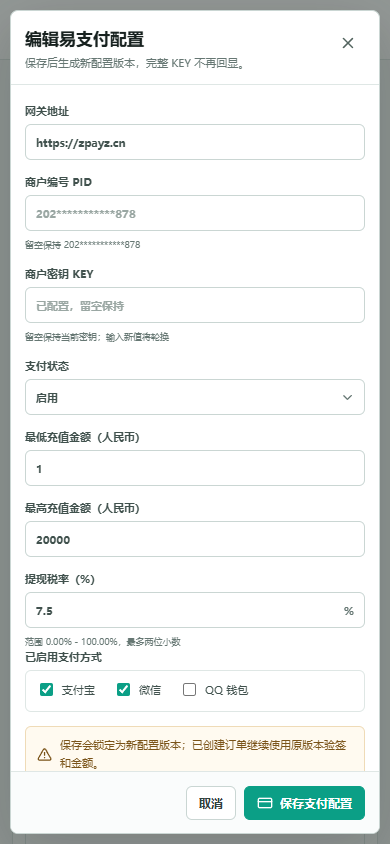 编辑易支付配置
保存后生成新配置版本，完整 KEY 不再回显。
网关地址
https://zpayz.cn
商户编号 PID
202***********878
留空保持 202***********878
商户密钥 KEY
已配置，留空保持
留空保持当前密钥；输入新值将轮换
支付状态
启用
最低充值金额（人民币）
1
最高充值金额（人民币）
20000
提现税率（%）
7.5 %
范围 0.00% - 100.00%，最多两位小数
已启用支付方式
支付宝 微信 QQ 钱包
保存会锁定为新配置版本；已创建订单继续使用原版本验签
和金额。
取消 保存支付配置